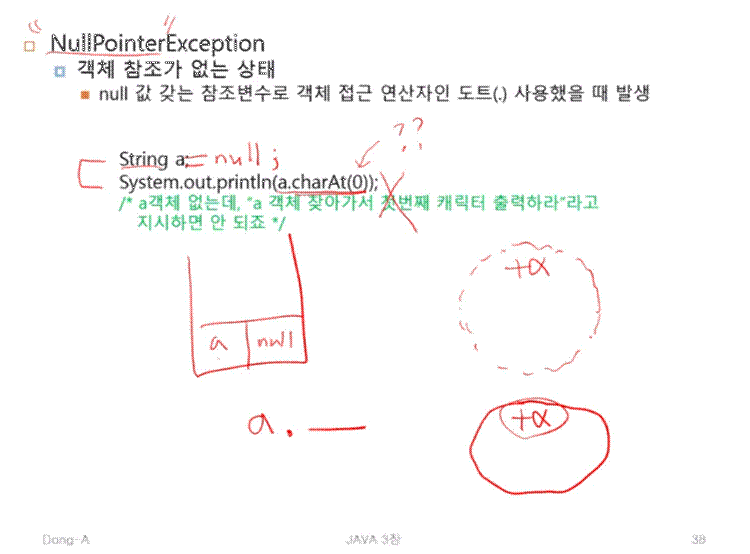 NullPointerException
객체 참조가 없는 상태
null 값 갖는 참조변수로 객체 접근 연산자인 도트(.) 사용했을 때 발생
??
String a; = null ;
System.out.println(a.charAt(0));
/* a객체 없는데, "a 객체 찾아가서 첫번째 캐릭터 출력하라"라고
지시하면 안 되죠 */
+α
a null
a. —
+α
Dong-A JAVA 3장 38